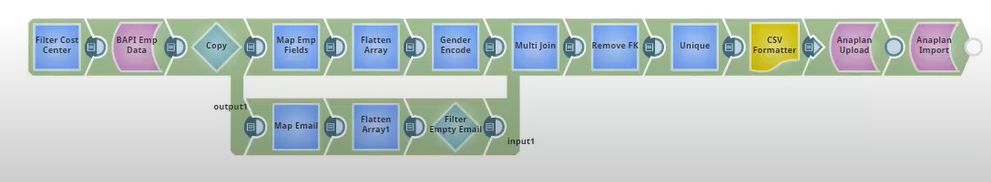 Filter Cost
Center
BAPI Emp
Data
Copy
Map Emp
Fields
Flatten
Array
Gender
Encode
Multi Join
Remove FK
Unique
CSV
Formatter
Anaplan
Upload
Anaplan
Import
output1
Map Email
Flatten
Array1
Filter
Empty Email
input1